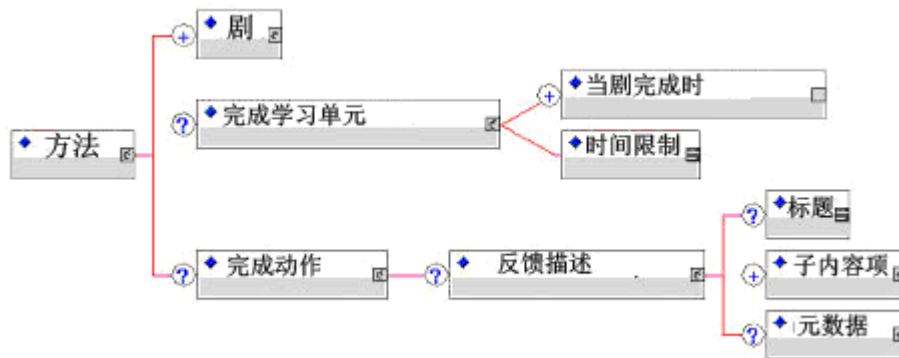 剧
当剧完成时
完成学习单元
方法
时间限制
标题
完成动作
反馈描述
子内容项
元数据